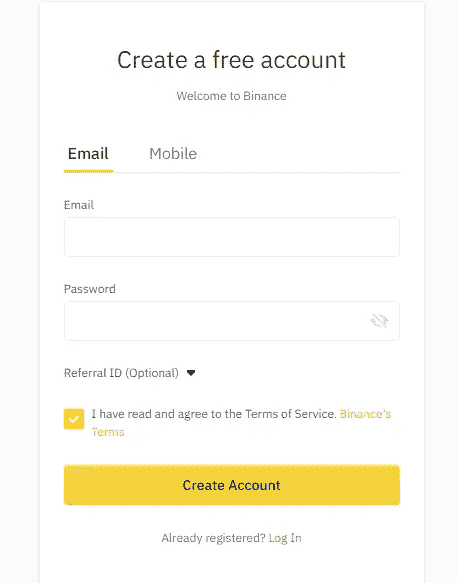 Create a free account
Welcome to Binance
Email Mobile
Email
Password
Referral ID (Optional)
I have read and agree to the Terms of Service. Binance's
Terms
Create Account
Already registered? Log In